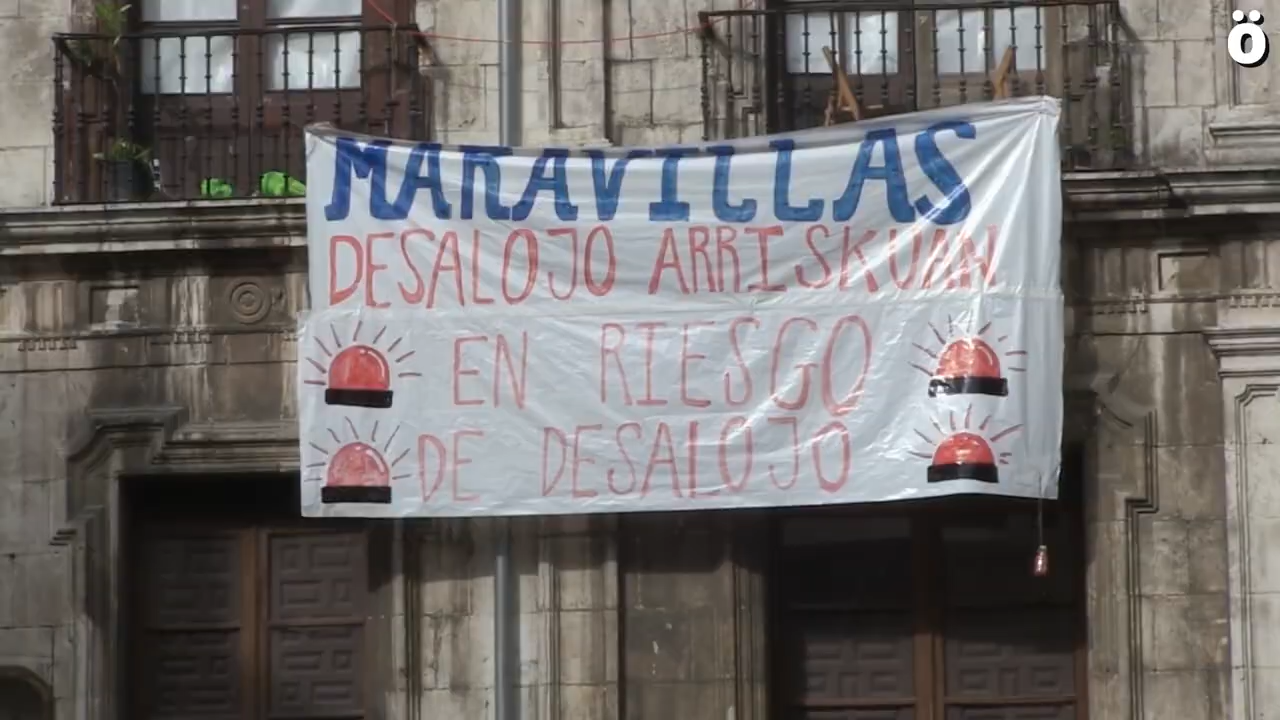 MARAVILLAS
DESALOJO ARRISKUAN
EN RIESGO
DE DESALOJO
ö